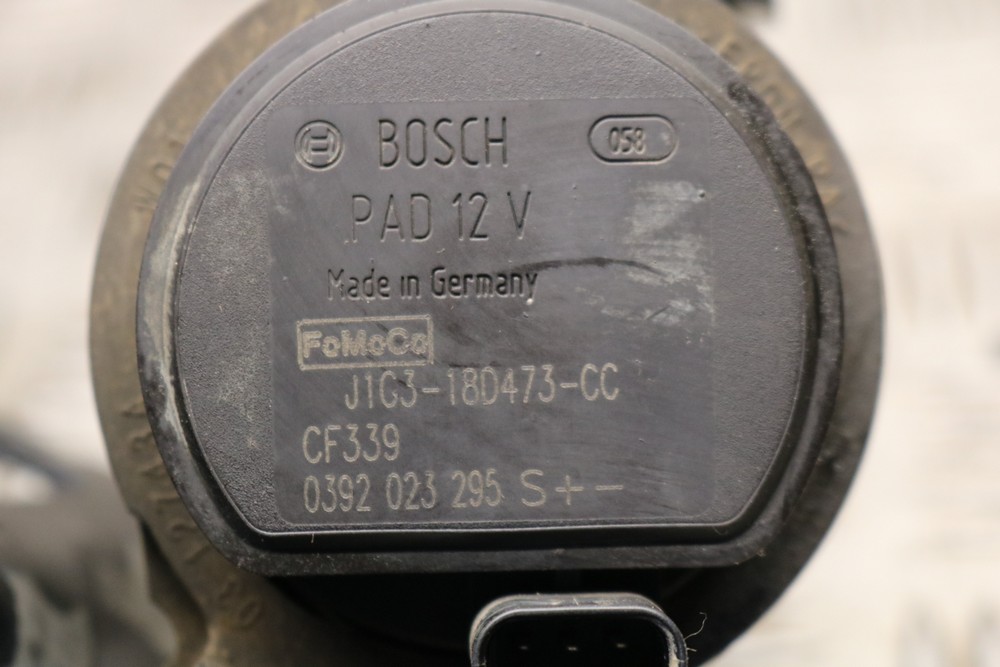 BOSCH 058
PAD 12 V
Made in Germany
FoMoCo
J1G3-18D473-CC
CF339
0392 023 295 S + -